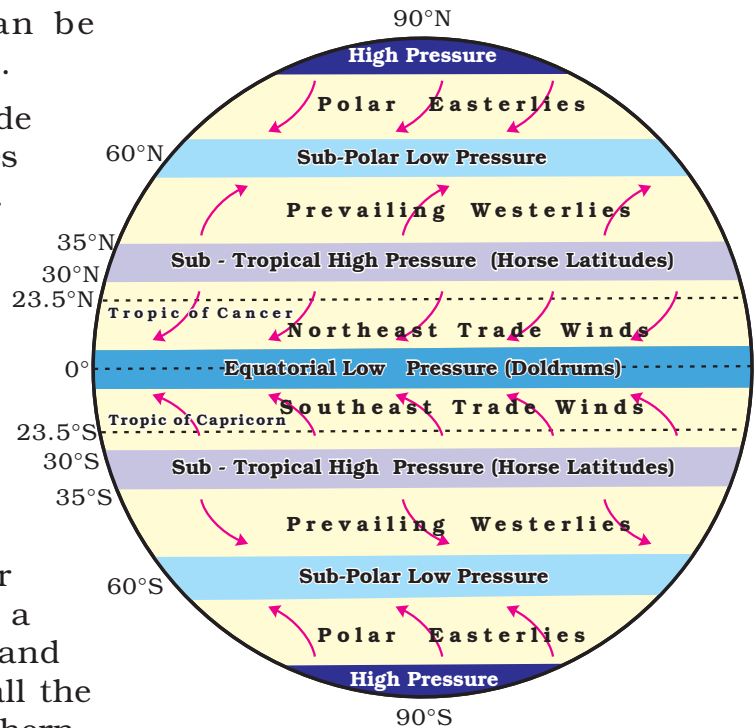 an be
.
de
es
r
a
and
all the
hern
90°N
High Pressure
Polar Easterlies
60°N
Sub-Polar Low Pressure
Prevailing Westerlies
35°N
Sub - Tropical High Pressure (Horse Latitudes)
30°N
23.5°N
Tropic of Cancer
Northeast Trade Winds
0°
Equatorial Low Pressure (Doldrums)
Southeast Trade Winds
Tropic of Capricorn
23.5°S
30°S
Sub - Tropical High Pressure (Horse Latitudes)
35°S
Prevailing Westerlies
60°S
Sub-Polar Low Pressure
Polar Easterlies
High Pressure
90°S